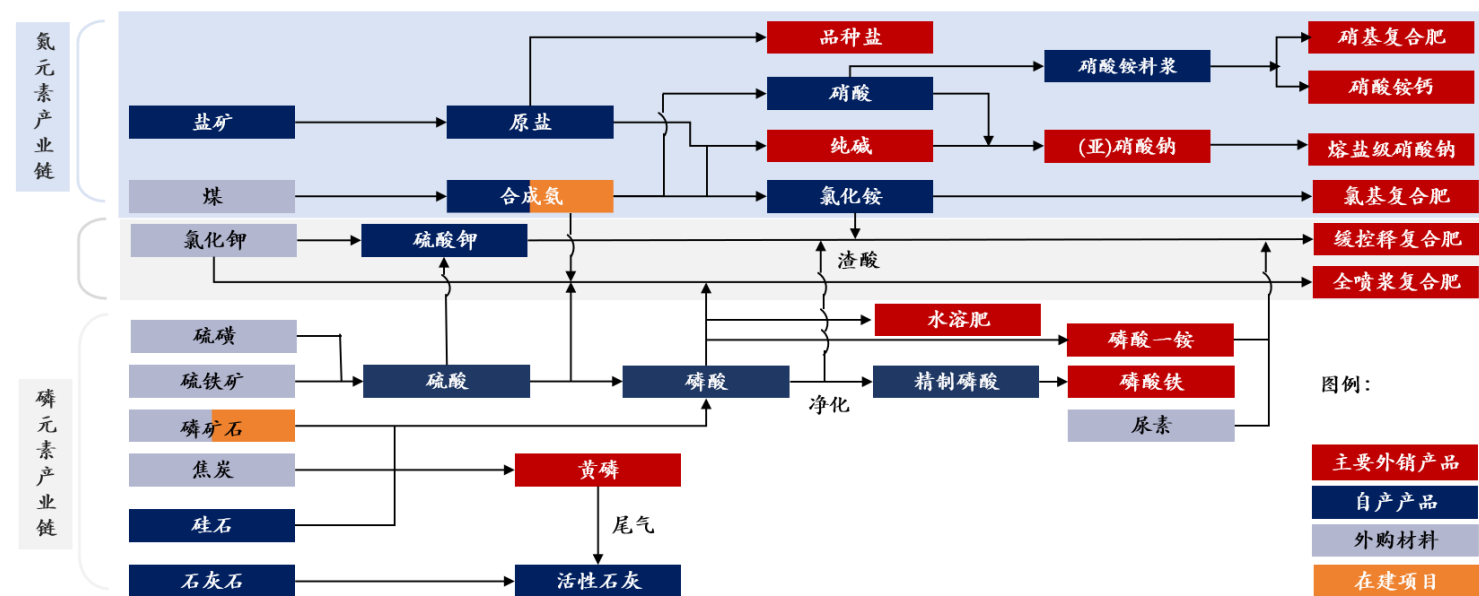 氮元素产业链
品种盐
硝基复合肥
硝酸铵料浆
硝酸
硝酸铵钙
盐矿
原盐
纯碱
(亚)硝酸钠
熔盐级硝酸钠
煤
合成氨
氯化铵
氯基复合肥
氯化钾
硫酸钾
渣酸
缓控释复合肥
全喷浆复合肥
磷元素产业链
硫磺
水溶肥
磷酸一铵
硫铁矿
硫酸
磷酸
净化
精制磷酸
磷酸铁
磷矿石
尿素
焦炭
黄磷
硅石
尾气
石灰石
活性石灰
图例：
主要外销产品
自产产品
外购材料
在建项目